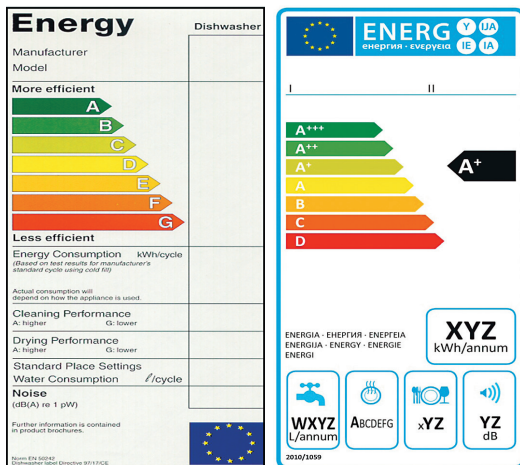 Energy
Dishwasher
Manufacturer
Model
More efficient
A
B
C
D
E
F
G
Less efficient
Energy Consumption kWh/cycle
(Based on test results for manufacturer's
standard cycle using cold fill)
Actual consumption will
depend on how the appliance is used.
Cleaning Performance
A: higher G: lower
Drying Performance
A: higher G: lower
Standard Place Settings
Water Consumption ℓ/cycle
Noise
(dB(A) re 1 pW)
Further information is contained
in product brochures.
Norm EN 50242
Dishwasher label Directive 97/17/CE
ENERG Y IJA
енергия · ενεργεια IE IA
I II
A+++
A++
A+
A
B
C
D
A+
ENERGIA · ЕНЕРГИЯ · ΕΝΕΡΓΕΙΑ
ENERGIJA · ENERGY · ENERGIE
ENERGI
XYZ
kWh/annum
WXYZ
L/annum
ABCDEFG
xYZ
YZ
dB
2010/1059